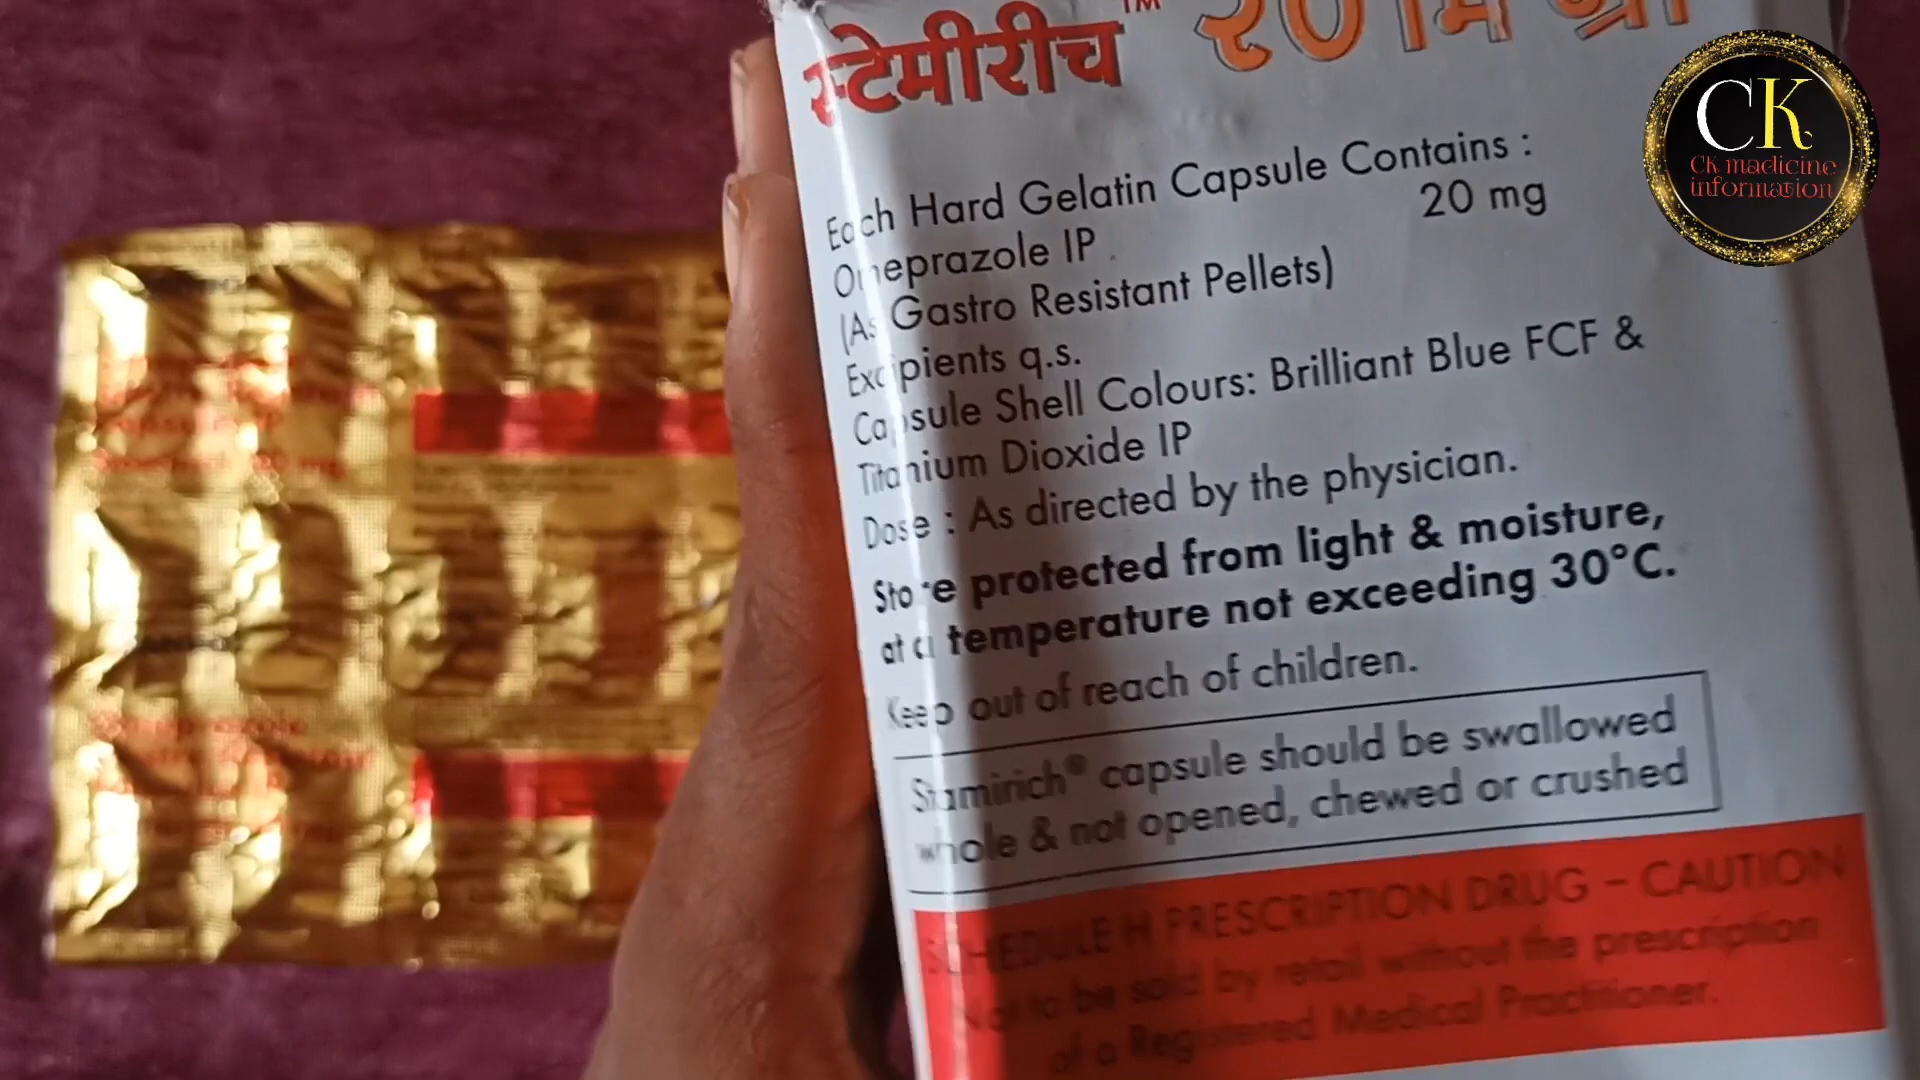 स्टेमीरीच™ २० मि ग्रा
Each Hard Gelatin Capsule Contains :
Omeprazole IP 20 mg
(As Gastro Resistant Pellets)
Excipients q.s.
Capsule Shell Colours: Brilliant Blue FCF &
Titanium Dioxide IP
Dose : As directed by the physician.
Store protected from light & moisture,
at a temperature not exceeding 30°C.
Keep out of reach of children.
Stamirich® capsule should be swallowed
whole & not opened, chewed or crushed
SCHEDULE H PRESCRIPTION DRUG - CAUTION
Not to be sold by retail without the prescription
of a Registered Medical Practitioner.
CK
CK madicine
information